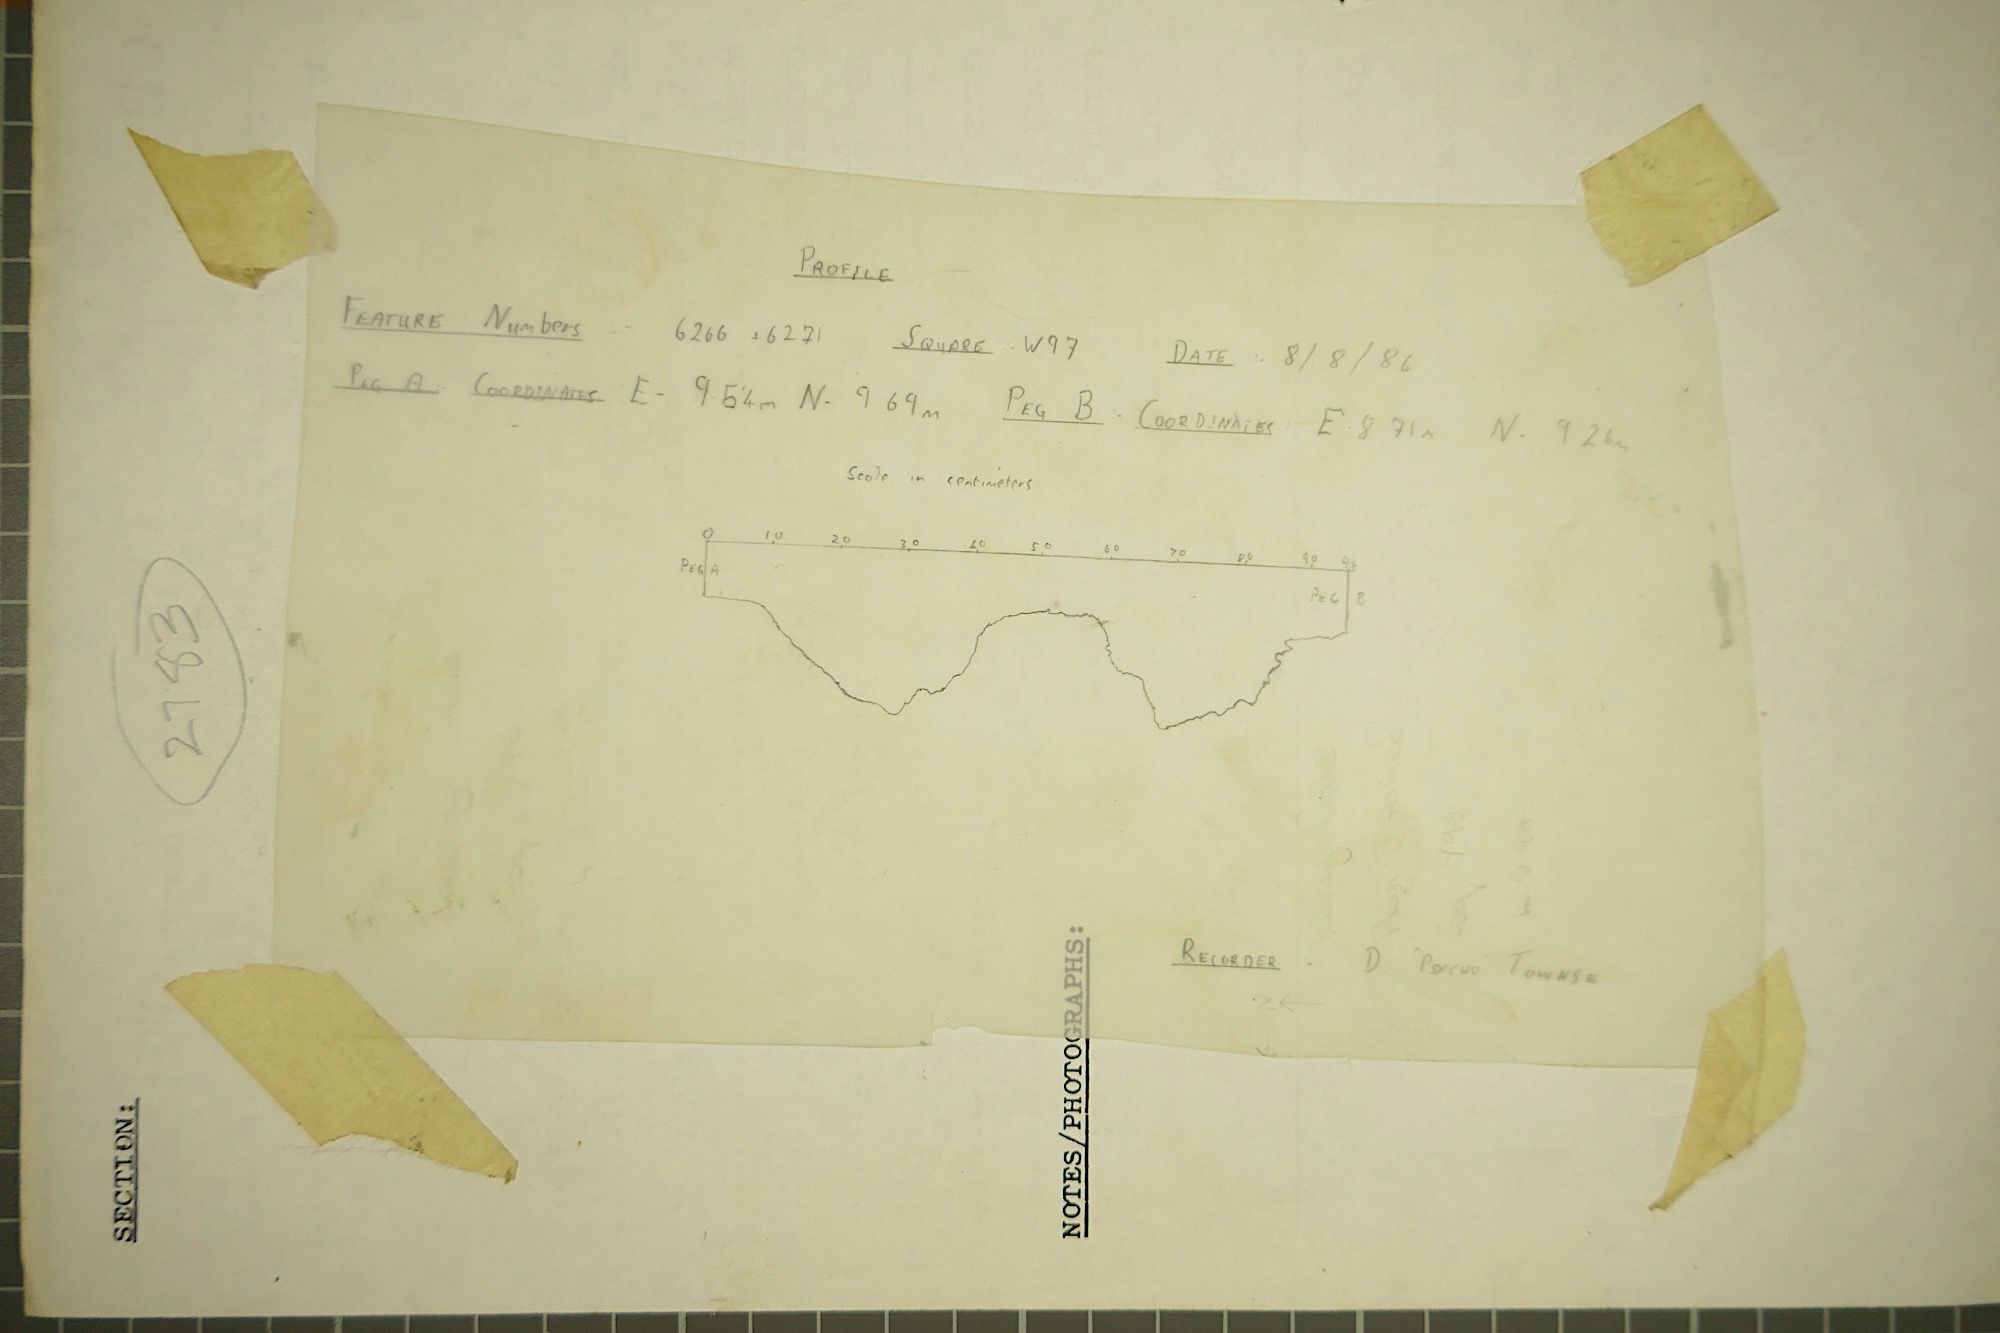 PROFILE
FEATURE Numbers :- 6266 + 6271 SQUARE :- W97 DATE :- 8/8/86
PEG A :- COORDINATES E- 9.54m N- 9.69m PEG B :- COORDINATES E- 8.71m N- 9.26m
Scale in centimeters
0 10 20 30 40 50 60 70 80 90 96
PEG A PEG B
2783
RECORDER - D "PSYCHO" TOWNSE
SECTION:
NOTES/PHOTOGRAPHS: